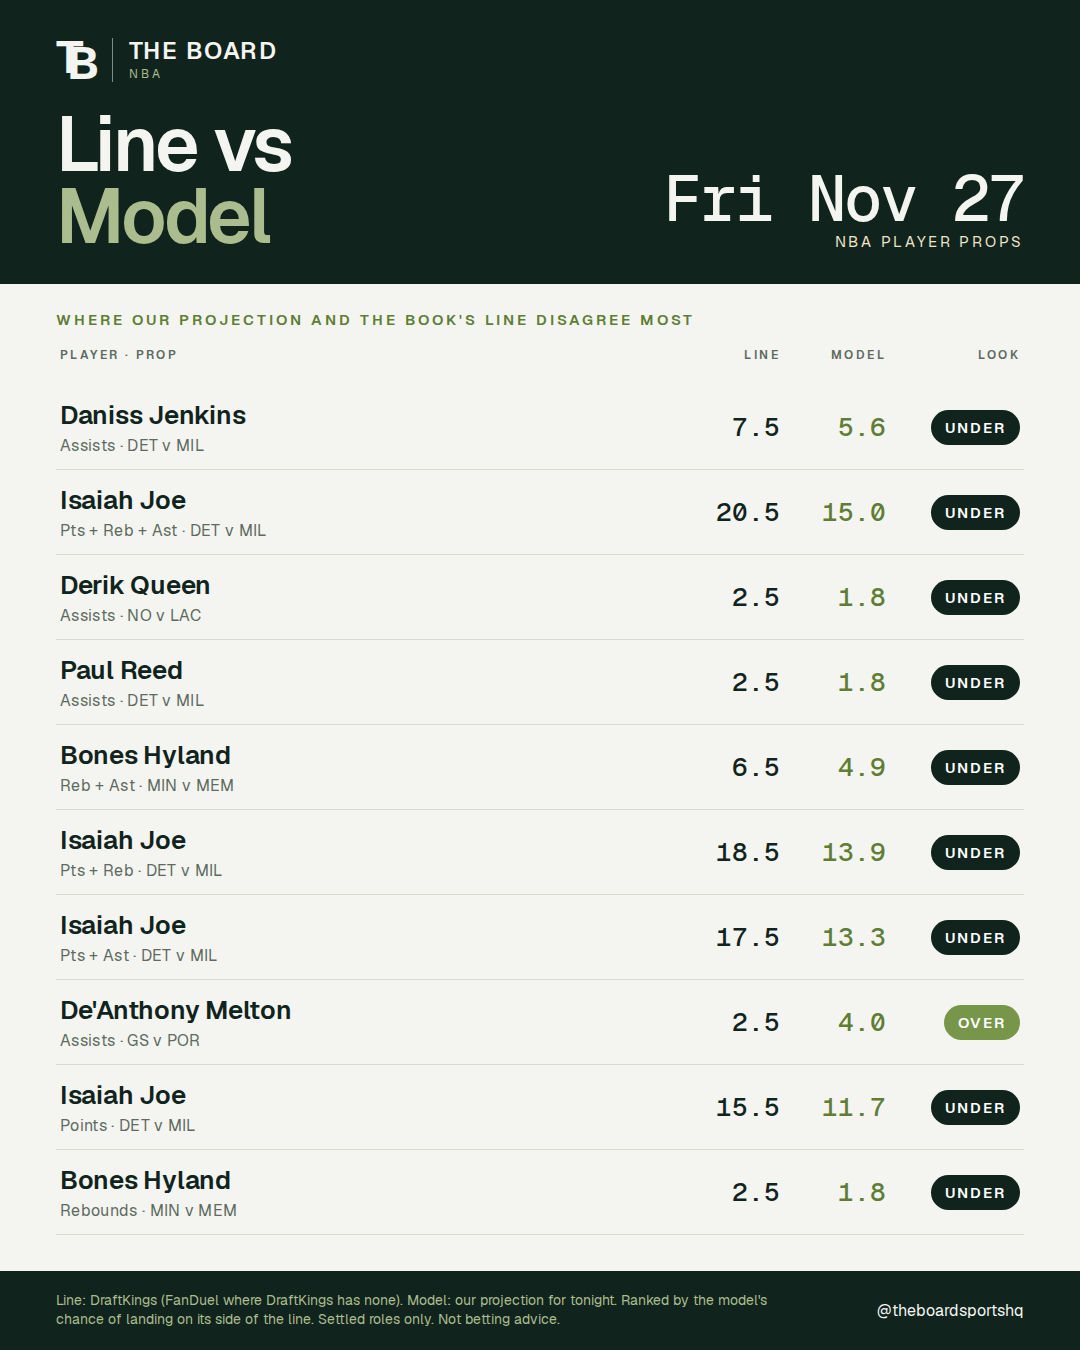 TB
THE BOARD
NBA
Line vs
Model
Fri Nov 27
NBA PLAYER PROPS
WHERE OUR PROJECTION AND THE BOOK'S LINE DISAGREE MOST
PLAYER · PROP LINE MODEL LOOK
Daniss Jenkins
Assists · DET v MIL
7.5 5.6 UNDER
Isaiah Joe
Pts + Reb + Ast · DET v MIL
20.5 15.0 UNDER
Derik Queen
Assists · NO v LAC
2.5 1.8 UNDER
Paul Reed
Assists · DET v MIL
2.5 1.8 UNDER
Bones Hyland
Reb + Ast · MIN v MEM
6.5 4.9 UNDER
Isaiah Joe
Pts + Reb · DET v MIL
18.5 13.9 UNDER
Isaiah Joe
Pts + Ast · DET v MIL
17.5 13.3 UNDER
De'Anthony Melton
Assists · GS v POR
2.5 4.0 OVER
Isaiah Joe
Points · DET v MIL
15.5 11.7 UNDER
Bones Hyland
Rebounds · MIN v MEM
2.5 1.8 UNDER
Line: DraftKings (FanDuel where DraftKings has none). Model: our projection for tonight. Ranked by the model's
chance of landing on its side of the line. Settled roles only. Not betting advice.
@theboardsportshq